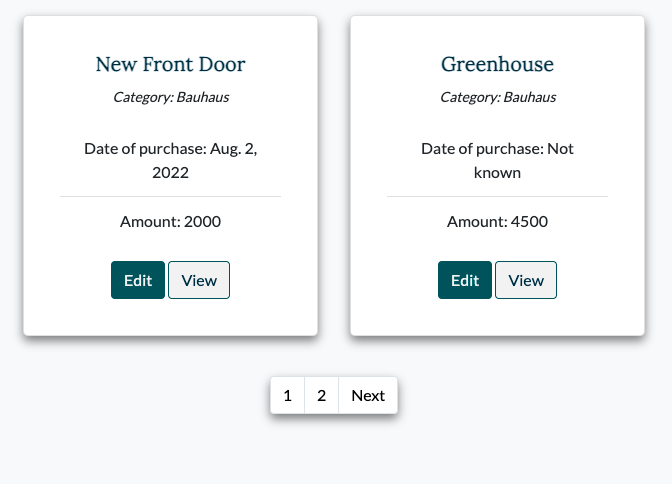 New Front Door
Category: Bauhaus
Date of purchase: Aug. 2,
2022
Amount: 2000
Edit View
Greenhouse
Category: Bauhaus
Date of purchase: Not
known
Amount: 4500
Edit View
1 2 Next